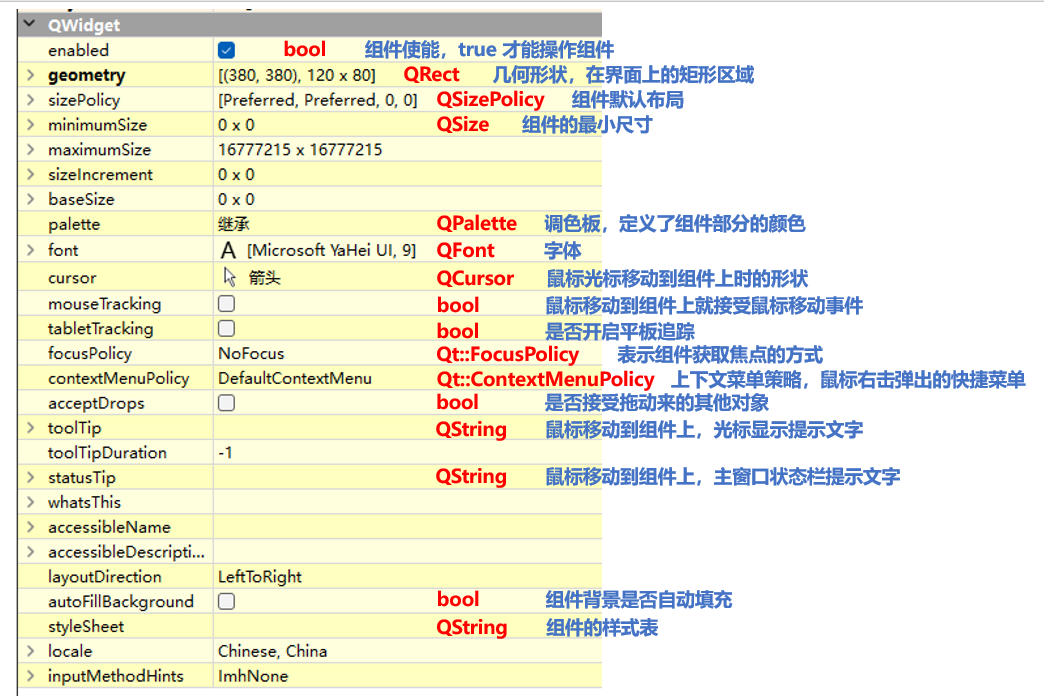 QWidget
enabled bool 组件使能，true 才能操作组件
geometry [(380, 380), 120 x 80] QRect 几何形状，在界面上的矩形区域
sizePolicy [Preferred, Preferred, 0, 0] QSizePolicy 组件默认布局
minimumSize 0 x 0 QSize 组件的最小尺寸
maximumSize 16777215 x 16777215
sizeIncrement 0 x 0
baseSize 0 x 0
palette 继承 QPalette 调色板，定义了组件部分的颜色
font A [Microsoft YaHei UI, 9] QFont 字体
cursor 箭头 QCursor 鼠标光标移动到组件上时的形状
mouseTracking bool 鼠标移动到组件上就接受鼠标移动事件
tabletTracking bool 是否开启平板追踪
focusPolicy NoFocus Qt::FocusPolicy 表示组件获取焦点的方式
contextMenuPolicy DefaultContextMenu Qt::ContextMenuPolicy 上下文菜单策略，鼠标右击弹出的快捷菜单
acceptDrops bool 是否接受拖动来的其他对象
toolTip QString 鼠标移动到组件上，光标显示提示文字
toolTipDuration -1
statusTip QString 鼠标移动到组件上，主窗口状态栏提示文字
whatsThis
accessibleName
accessibleDescripti...
layoutDirection LeftToRight
autoFillBackground bool 组件背景是否自动填充
styleSheet QString 组件的样式表
locale Chinese, China
inputMethodHints ImhNone